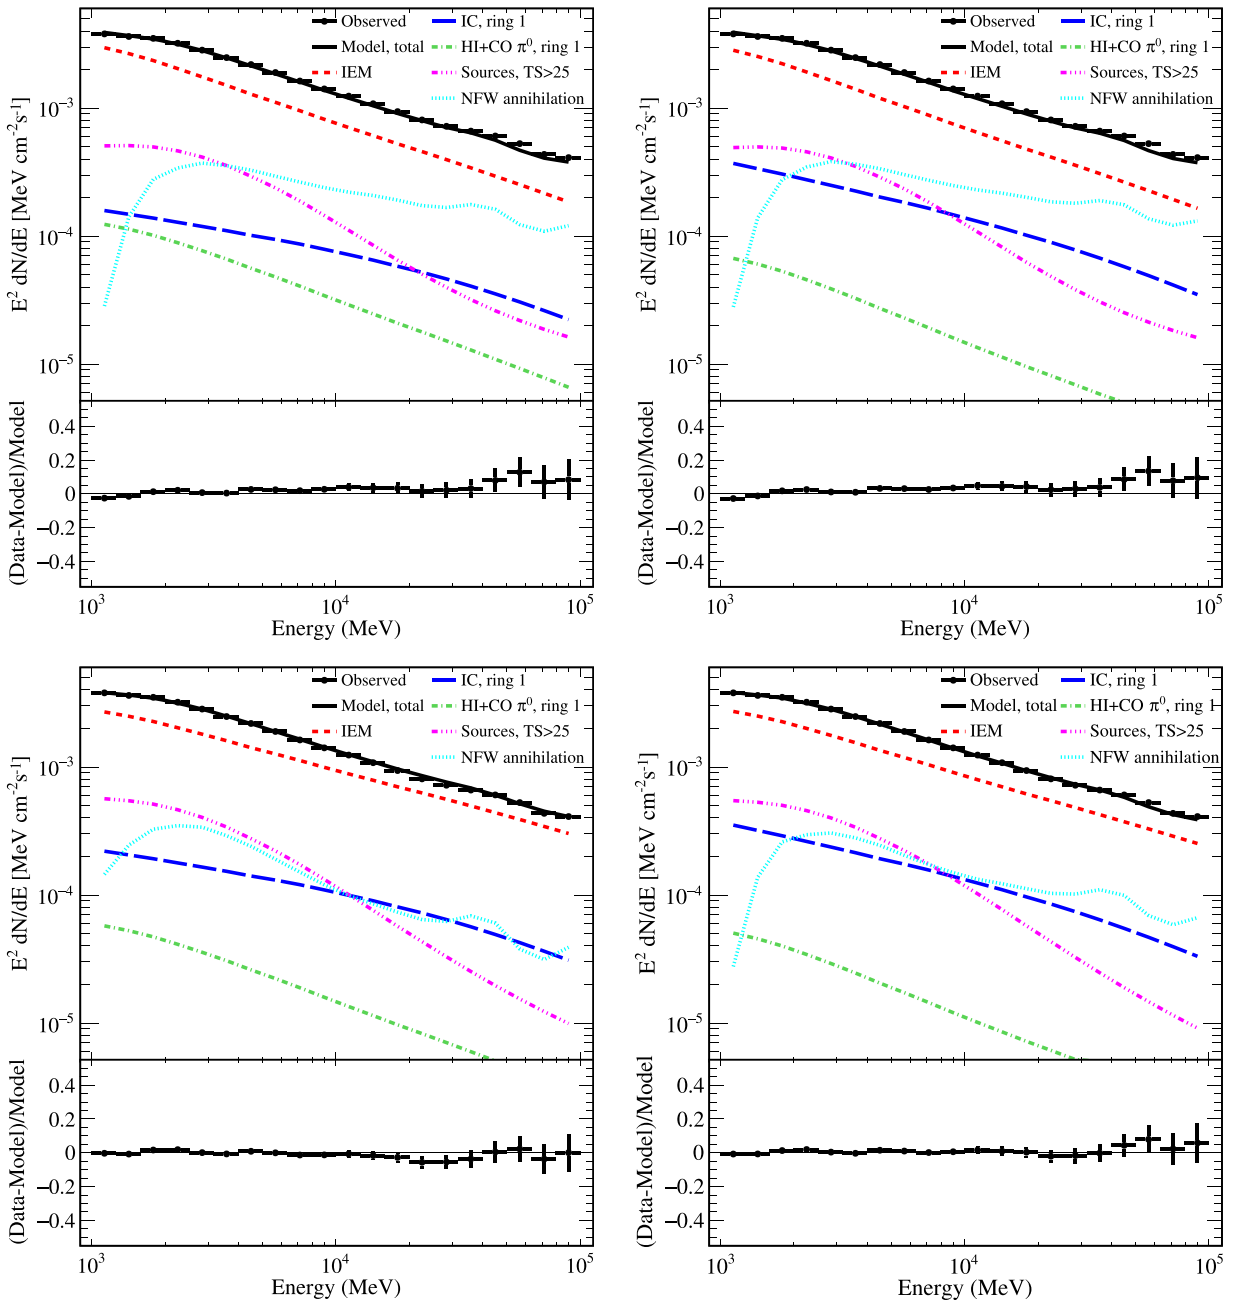 Observed IC, ring 1
Model, total HI+CO π⁰, ring 1
IEM Sources, TS>25
NFW annihilation
E² dN/dE [MeV cm⁻²s⁻¹]
10⁻³
10⁻⁴
10⁻⁵
(Data-Model)/Model
0.4
0.2
0
−0.2
−0.4
10³ 10⁴ 10⁵
Energy (MeV)
Observed IC, ring 1
Model, total HI+CO π⁰, ring 1
IEM Sources, TS>25
NFW annihilation
E² dN/dE [MeV cm⁻²s⁻¹]
10⁻³
10⁻⁴
10⁻⁵
(Data-Model)/Model
0.4
0.2
0
−0.2
−0.4
10³ 10⁴ 10⁵
Energy (MeV)
Observed IC, ring 1
Model, total HI+CO π⁰, ring 1
IEM Sources, TS>25
NFW annihilation
E² dN/dE [MeV cm⁻²s⁻¹]
10⁻³
10⁻⁴
10⁻⁵
(Data-Model)/Model
0.4
0.2
0
−0.2
−0.4
10³ 10⁴ 10⁵
Energy (MeV)
Observed IC, ring 1
Model, total HI+CO π⁰, ring 1
IEM Sources, TS>25
NFW annihilation
E² dN/dE [MeV cm⁻²s⁻¹]
10⁻³
10⁻⁴
10⁻⁵
(Data-Model)/Model
0.4
0.2
0
−0.2
−0.4
10³ 10⁴ 10⁵
Energy (MeV)